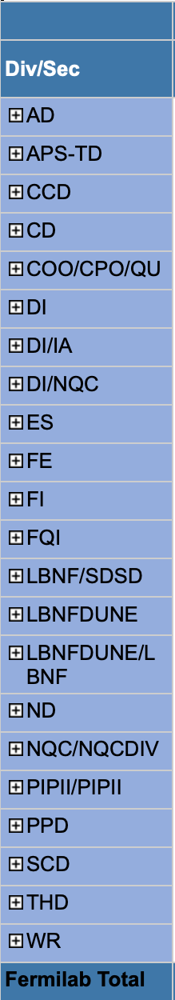 Div/Sec
AD
APS-TD
CCD
CD
COO/CPO/QU
DI
DI/IA
DI/NQC
ES
FE
FI
FQI
LBNF/SDSD
LBNFDUNE
LBNFDUNE/L
BNF
ND
NQC/NQCDIV
PIPII/PIPII
PPD
SCD
THD
WR
Fermilab Total